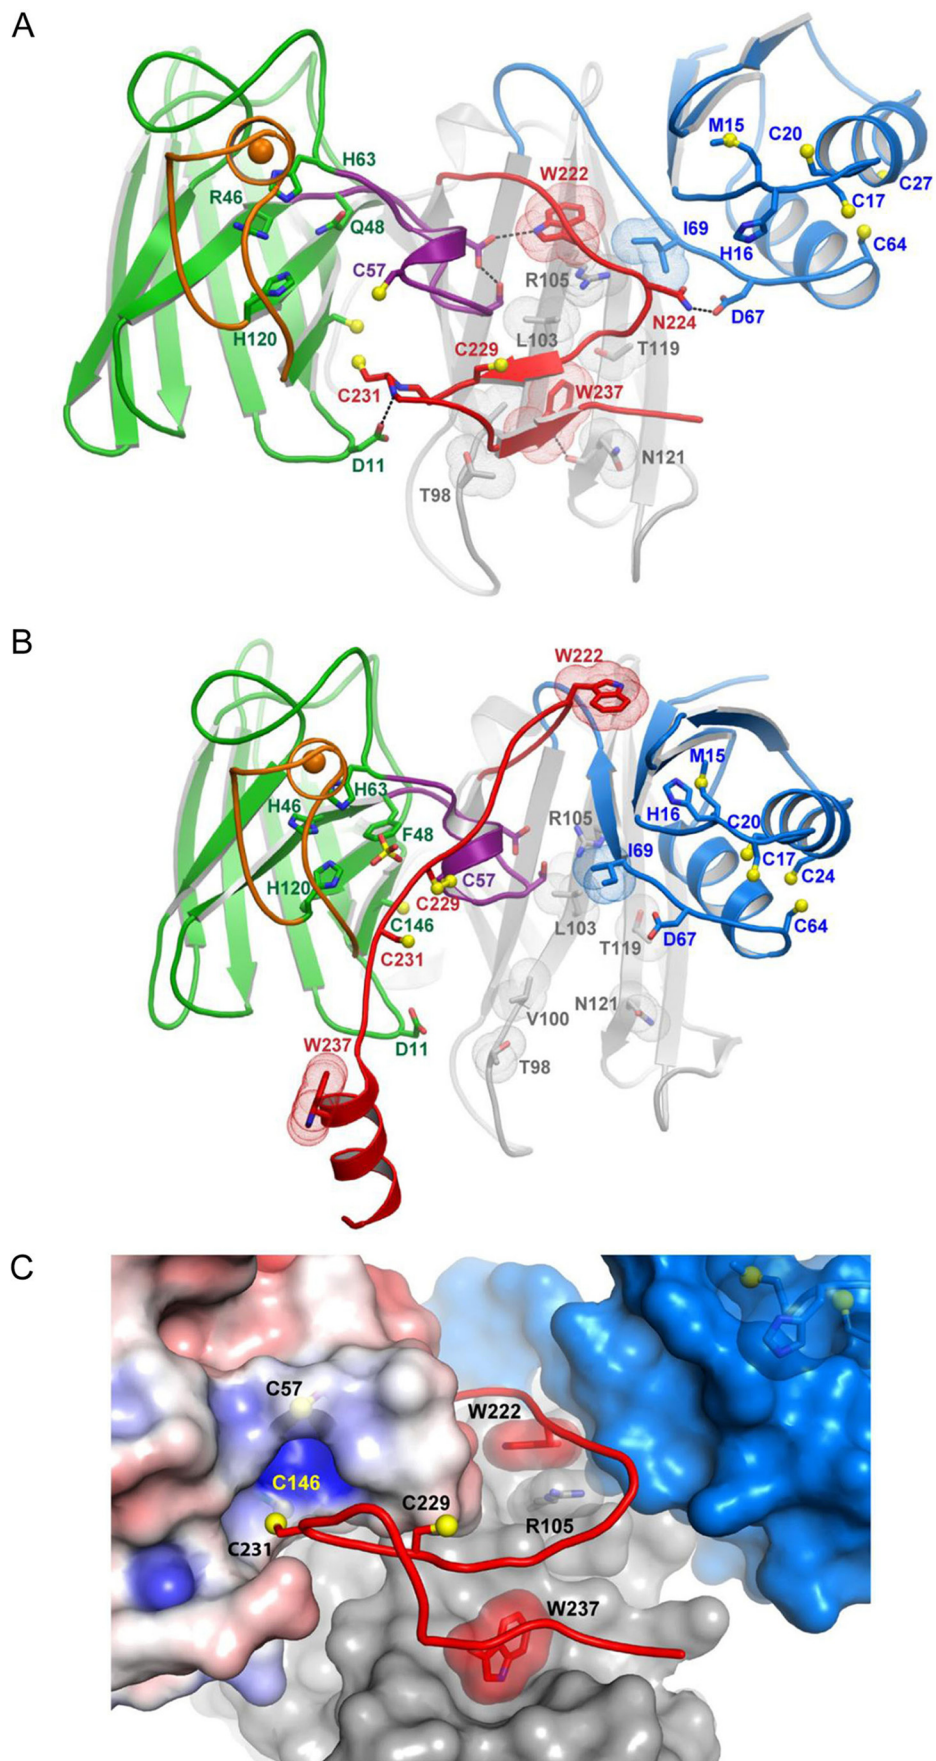 A
M15
C20
C27
C17
C64
H16
H63
W222
R46
Q48
I69
C57
R105
D67
N224
H120
L103
T119
C229
C231
W237
D11
N121
T98
B
W222
M15
H46
H63
H16
R105
C20
F48
I69
C17
C24
H120
C57
C229
C146
L103
D67
C64
T119
C231
W237
D11
V100
N121
T98
C
C57
W222
C146
C229
R105
C231
W237